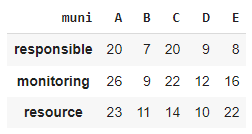 muni A B C D E
responsible 20 7 20 9 8
monitoring 26 9 22 12 16
resource 23 11 14 10 22